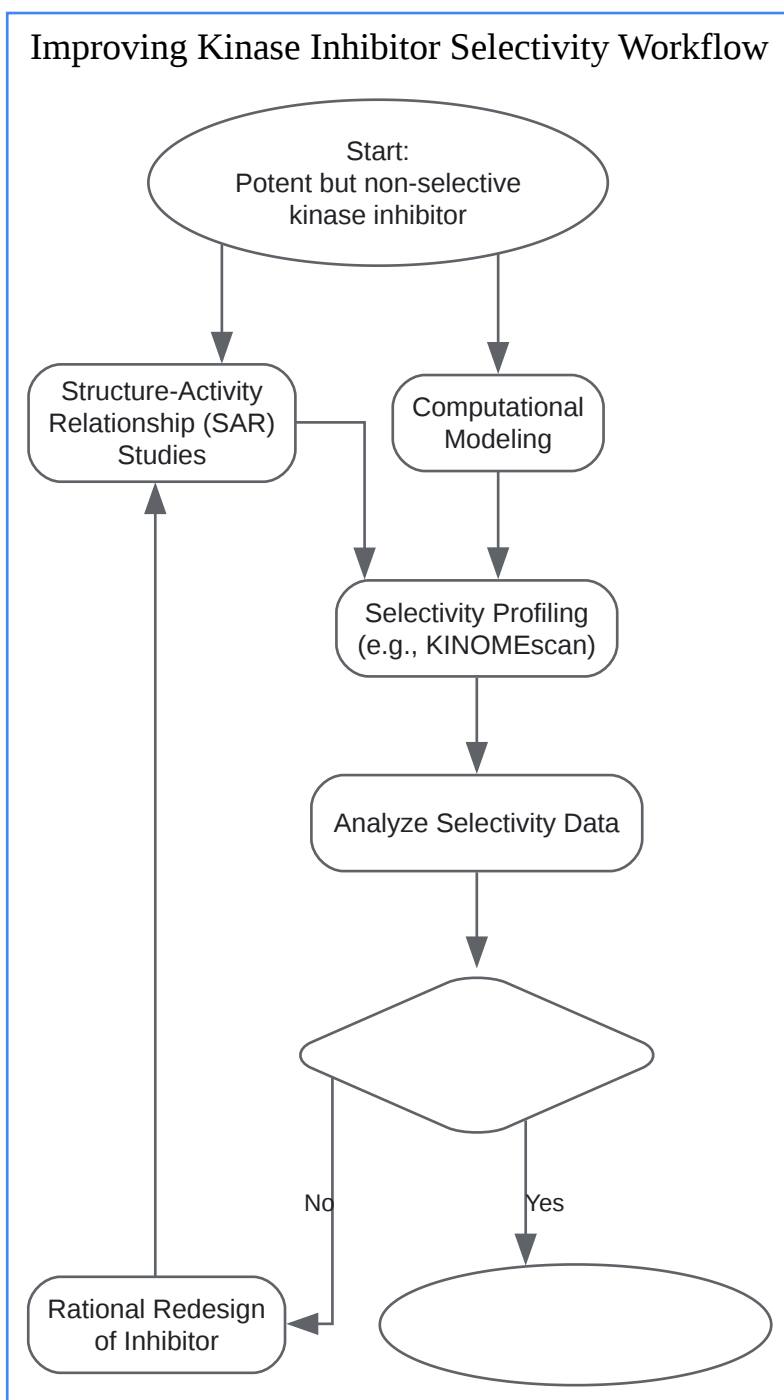 Improving Kinase Inhibitor Selectivity Workflow
Start:
Potent but non-selective
kinase inhibitor
Structure-Activity
Relationship (SAR)
Studies
Computational
Modeling
Selectivity Profiling
(e.g., KINOMEscan)
Analyze Selectivity Data
No
Yes
Rational Redesign
of Inhibitor